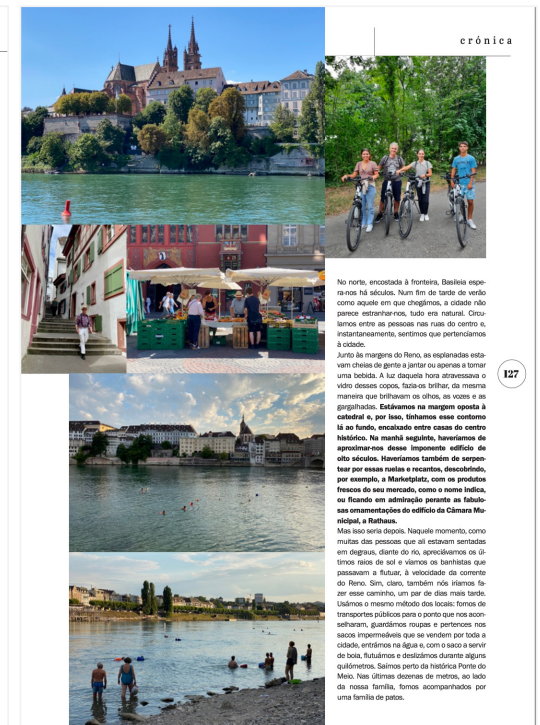 crónica
No norte, encostada à fronteira, Basileia espe-
ra-nos há séculos. Num fim de tarde de verão
como aquele em que chegámos, a cidade não
parece estranhar-nos, tudo era natural. Circu-
lamos entre as pessoas nas ruas do centro e,
instantaneamente, sentimos que pertencíamos
à cidade.
Junto às margens do Reno, as esplanadas esta-
vam cheias de gente a jantar ou apenas a tomar
uma bebida. A luz daquela hora atravessava o
vidro desses copos, fazia-os brilhar, da mesma
maneira que brilhavam os olhos, as vozes e as
gargalhadas. Estávamos na margem oposta à
catedral e, por isso, tínhamos esse contorno
lá ao fundo, encaixado entre casas do centro
histórico. Na manhã seguinte, haveríamos de
aproximar-nos desse imponente edifício de
oito séculos. Haveríamos também de serpen-
tear por essas ruelas e recantos, descobrindo,
por exemplo, a Marketplatz, com os produtos
frescos do seu mercado, como o nome indica,
ou ficando em admiração perante as fabulo-
sas ornamentações do edifício da Câmara Mu-
nicipal, a Rathaus.
Mas isso seria depois. Naquele momento, como
muitas das pessoas que ali estavam sentadas
em degraus, diante do rio, apreciávamos os úl-
timos raios de sol e víamos os banhistas que
passavam a flutuar, à velocidade da corrente
do Reno. Sim, claro, também nós iríamos fa-
zer esse caminho, um par de dias mais tarde.
Usámos o mesmo método dos locais: fomos de
transportes públicos para o ponto que nos acon-
selharam, guardámos roupas e pertences nos
sacos impermeáveis que se vendem por toda a
cidade, entrámos na água e, com o saco a servir
de boia, flutuámos e deslizámos durante alguns
quilómetros. Saímos perto da histórica Ponte do
Meio. Nas últimas dezenas de metros, ao lado
da nossa família, fomos acompanhados por
uma família de patos.
127